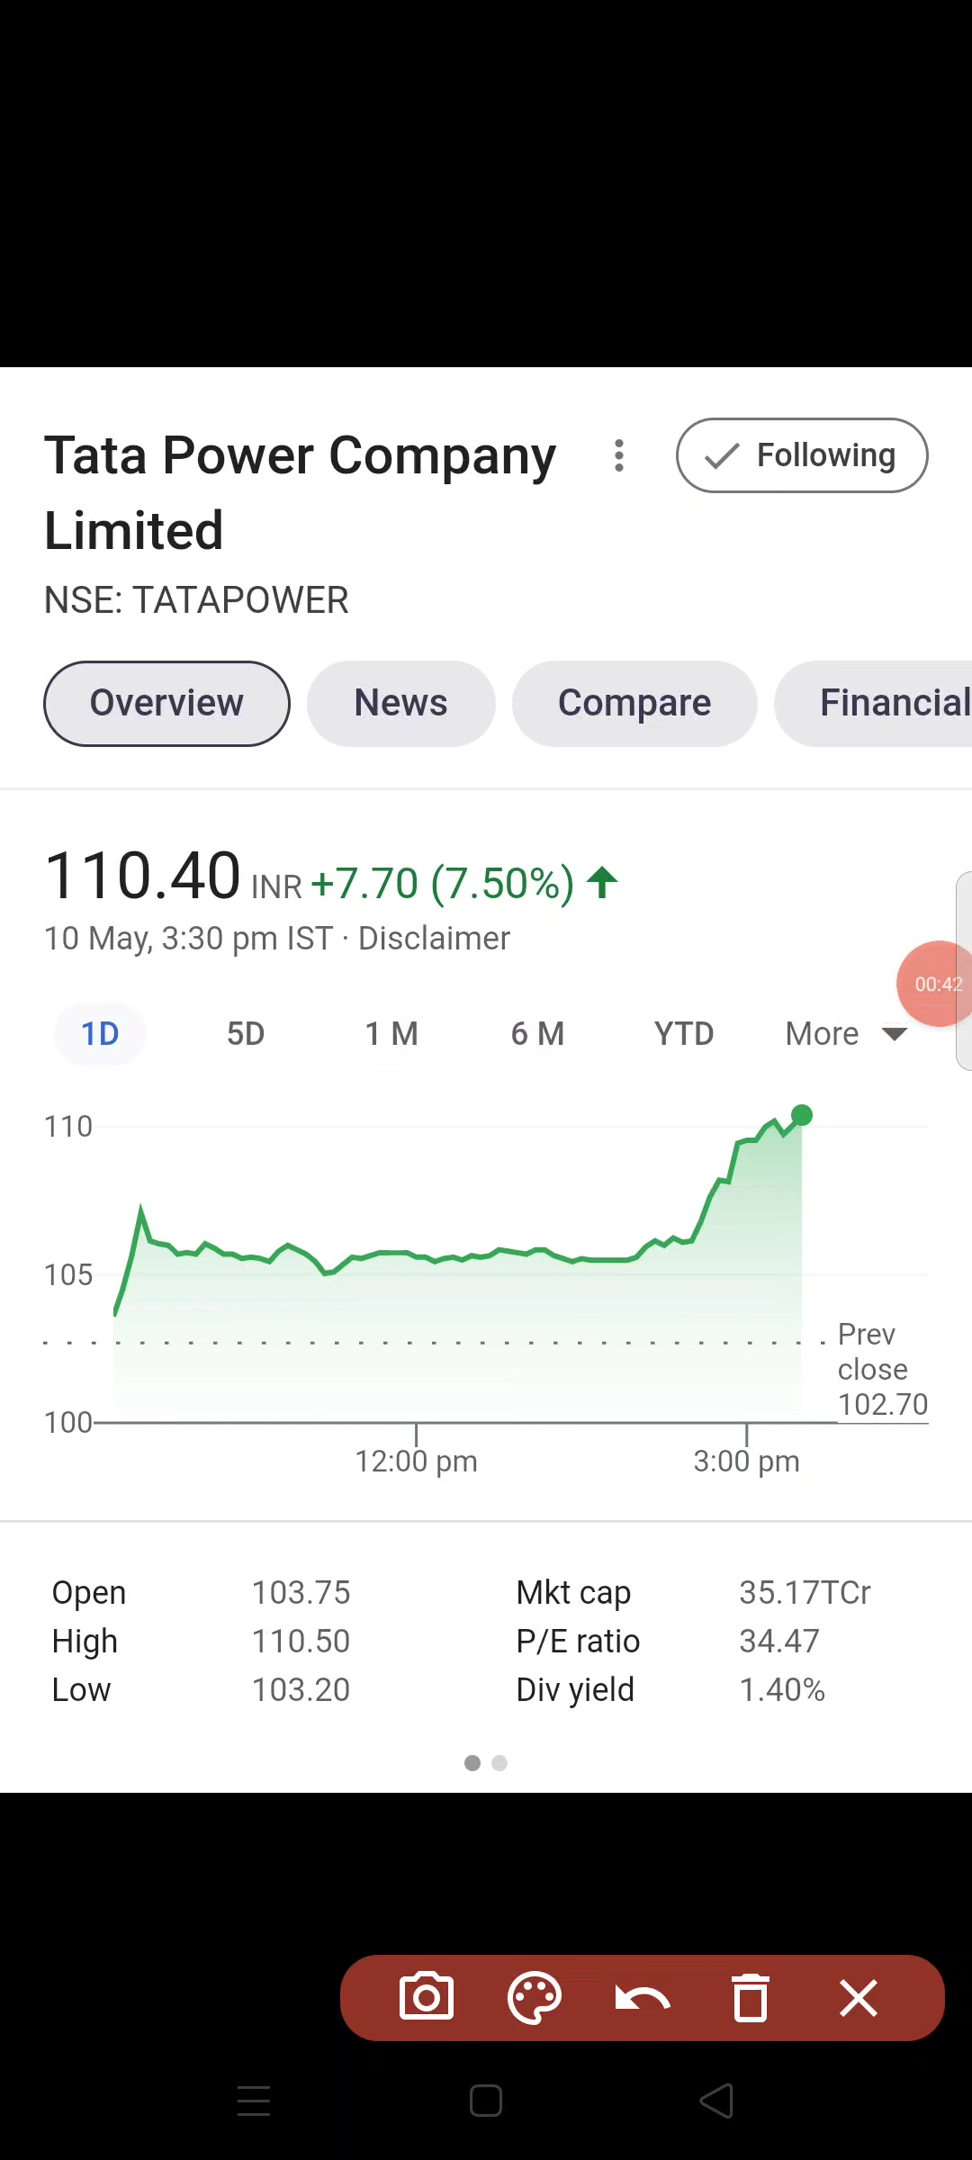 Tata Power Company
Limited
Following
NSE: TATAPOWER
Overview
News
Compare
Financial
110.40 INR +7.70 (7.50%)
10 May, 3:30 pm IST · Disclaimer
00:42
1D
5D
1 M
6 M
YTD
More
110
105
100
Prev
close
102.70
12:00 pm
3:00 pm
Open 103.75 Mkt cap 35.17TCr
High 110.50 P/E ratio 34.47
Low 103.20 Div yield 1.40%